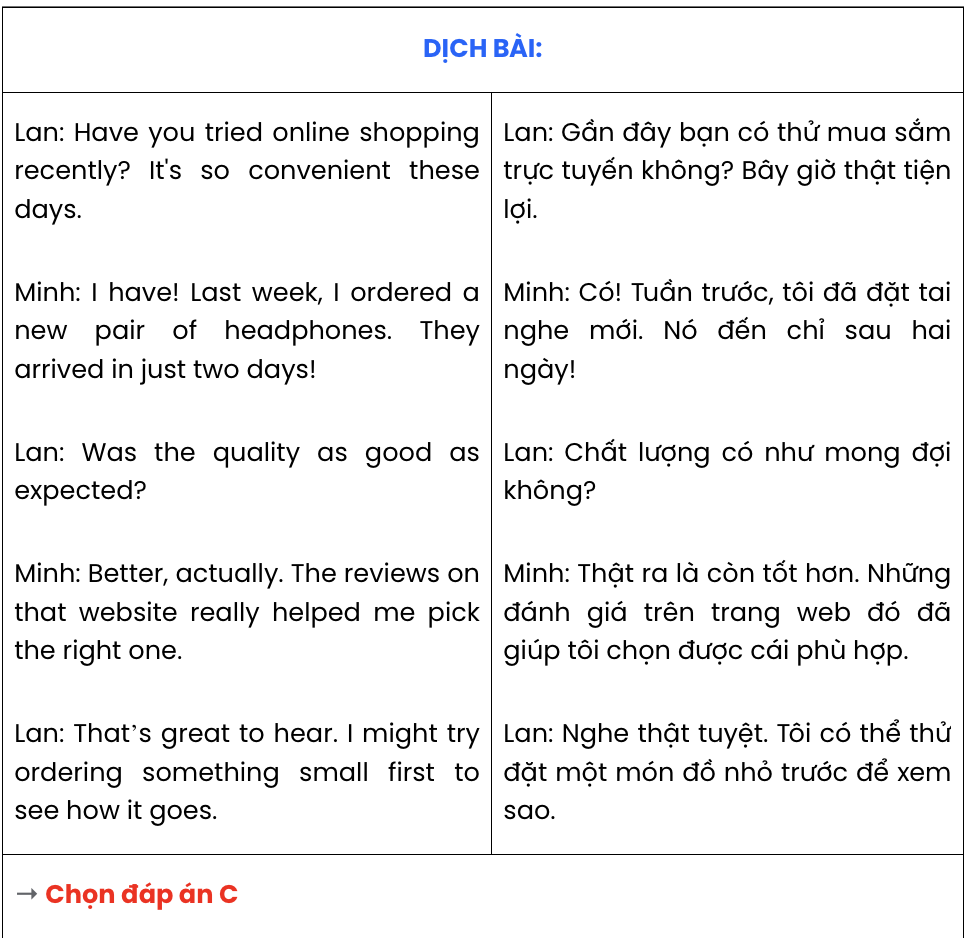 DỊCH BÀI:
Lan: Have you tried online shopping
recently? It's so convenient these
days.
Minh: I have! Last week, I ordered a
new pair of headphones. They
arrived in just two days!
Lan: Was the quality as good as
expected?
Minh: Better, actually. The reviews on
that website really helped me pick
the right one.
Lan: That’s great to hear. I might try
ordering something small first to
see how it goes.
Lan: Gần đây bạn có thử mua sắm
trực tuyến không? Bây giờ thật tiện
lợi.
Minh: Có! Tuần trước, tôi đã đặt tai
nghe mới. Nó đến chỉ sau hai
ngày!
Lan: Chất lượng có như mong đợi
không?
Minh: Thật ra là còn tốt hơn. Những
đánh giá trên trang web đó đã
giúp tôi chọn được cái phù hợp.
Lan: Nghe thật tuyệt. Tôi có thể thử
đặt một món đồ nhỏ trước để xem
sao.
→ Chọn đáp án C